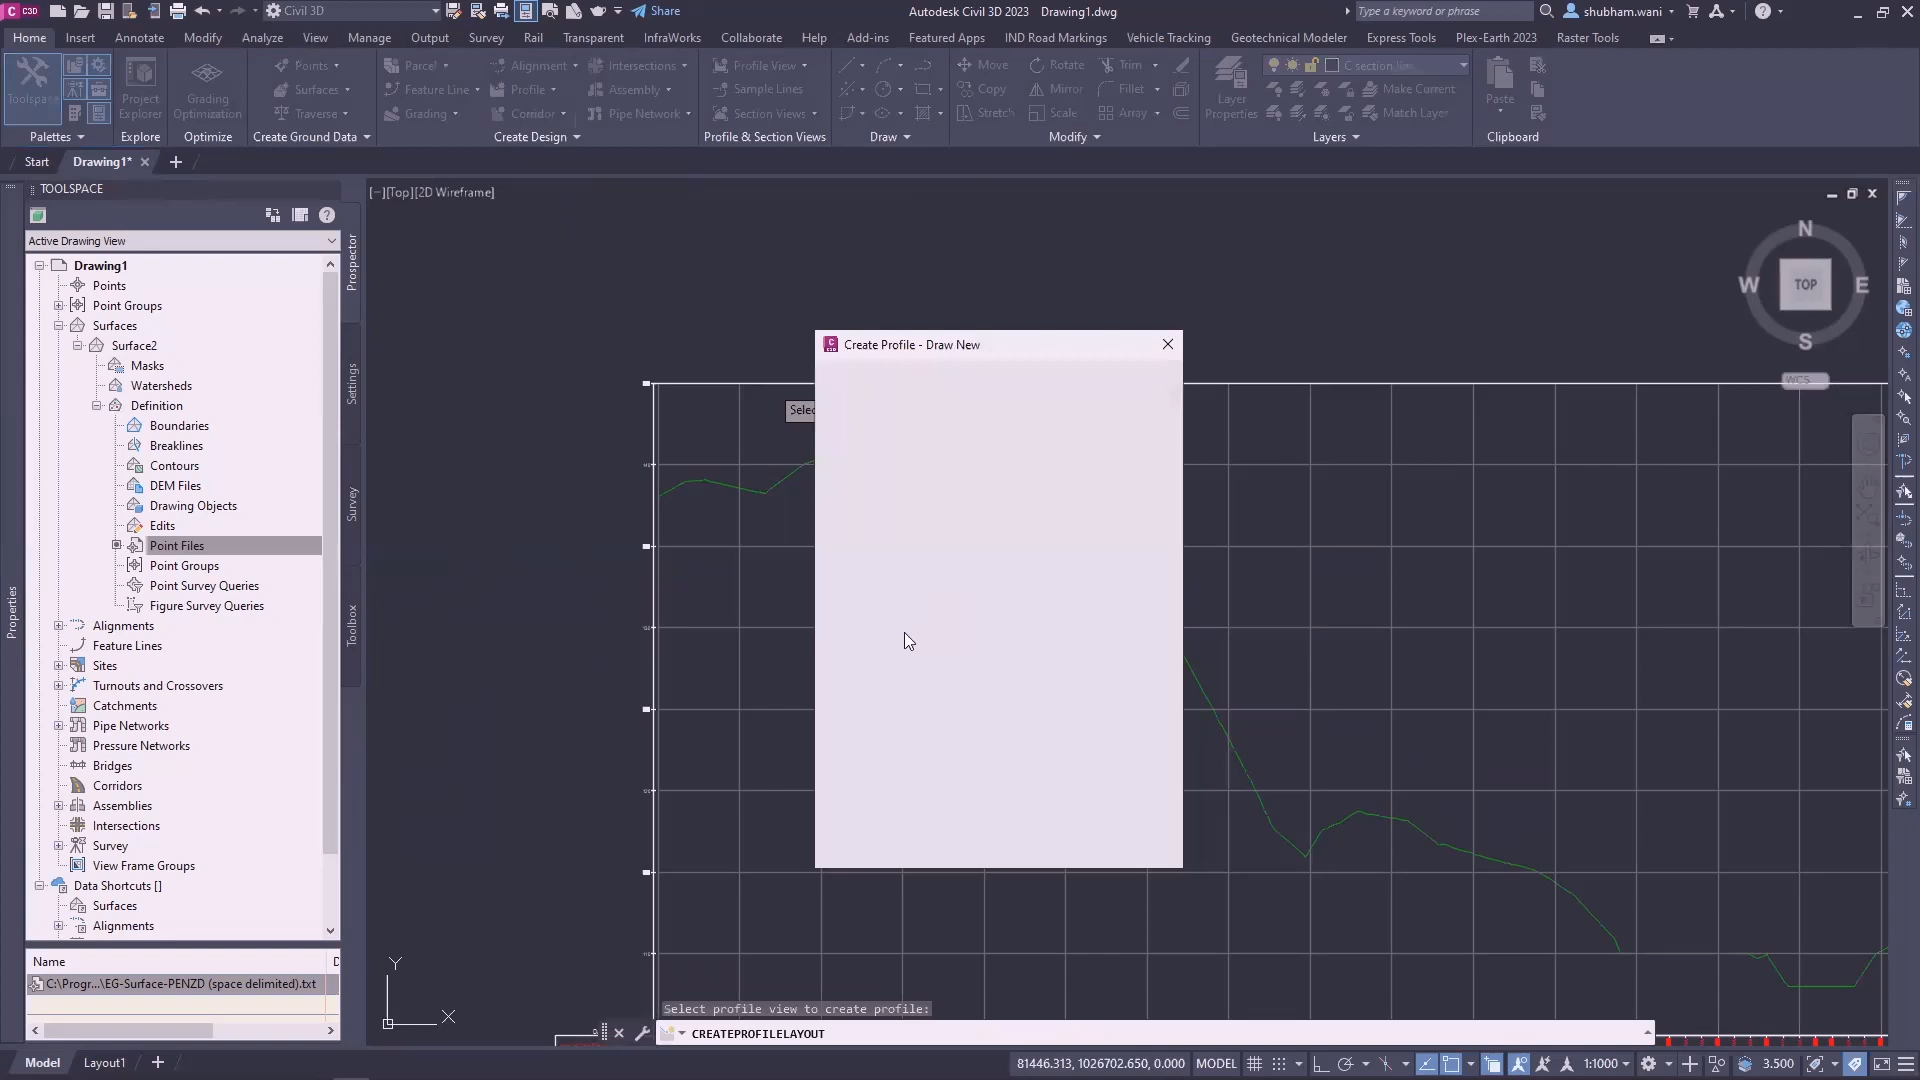 C3D
Civil 3D
Share
Autodesk Civil 3D 2023 Drawing1.dwg
Type a keyword or phrase
shubham.wani
Home Insert Annotate Modify Analyze View Manage Output Survey Rail Transparent InfraWorks Collaborate Help Add-ins Featured Apps IND Road Markings Vehicle Tracking Geotechnical Modeler Express Tools Plex-Earth 2023 Raster Tools
Toolspace
Palettes
Project Explorer
Explore
Grading Optimization
Optimize
Points
Surfaces
Traverse
Create Ground Data
Parcel
Feature Line
Grading
Alignment
Profile
Corridor
Intersections
Assembly
Pipe Network
Create Design
Profile View
Sample Lines
Section Views
Profile & Section Views
Draw
Move
Copy
Stretch
Rotate
Mirror
Scale
Trim
Fillet
Array
Modify
Layer Properties
C section line
Make Current
Match Layer
Layers
Paste
Clipboard
Start
Drawing1*
TOOLSPACE
Active Drawing View
Drawing1
Points
Point Groups
Surfaces
Surface2
Masks
Watersheds
Definition
Boundaries
Breaklines
Contours
DEM Files
Drawing Objects
Edits
Point Files
Point Groups
Point Survey Queries
Figure Survey Queries
Alignments
Feature Lines
Sites
Turnouts and Crossovers
Catchments
Pipe Networks
Pressure Networks
Bridges
Corridors
Assemblies
Intersections
Survey
View Frame Groups
Data Shortcuts []
Surfaces
Alignments
Name D
C:\Progr...\EG-Surface-PENZD (space delimited).txt
Properties
Prospector
Settings
Survey
Toolbox
[−][Top][2D Wireframe]
N
W
TOP
E
S
WCS
Create Profile - Draw New
Selec
Y
X
Select profile view to create profile:
CREATEPROFILELAYOUT
Model
Layout1
81446.313, 1026702.650, 0.000
MODEL
1:1000
3.500